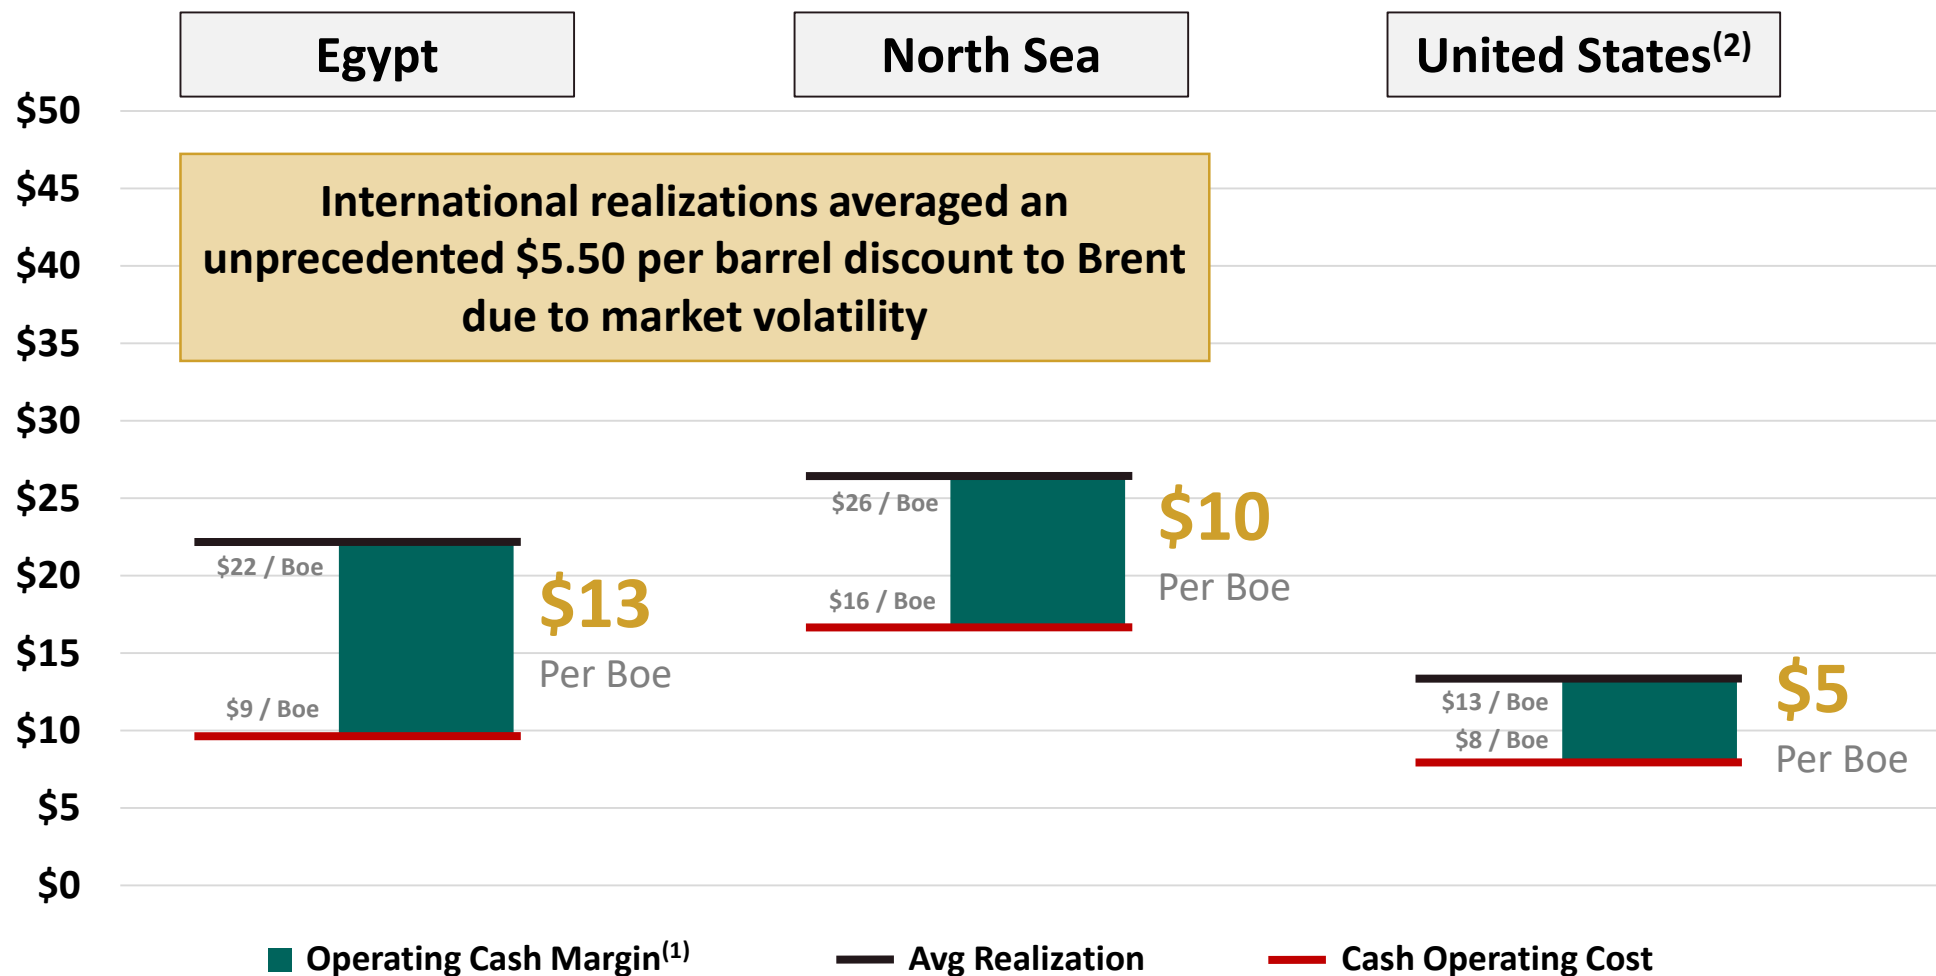 Egypt
North Sea
United States(2)
$50
$45
$40
$35
$30
$25
$20
$15
$10
$5
$0
International realizations averaged an
unprecedented $5.50 per barrel discount to Brent
due to market volatility
$22 / Boe
$9 / Boe
$13
Per Boe
$26 / Boe
$16 / Boe
$10
Per Boe
$13 / Boe
$8 / Boe
$5
Per Boe
Operating Cash Margin(1)
Avg Realization
Cash Operating Cost